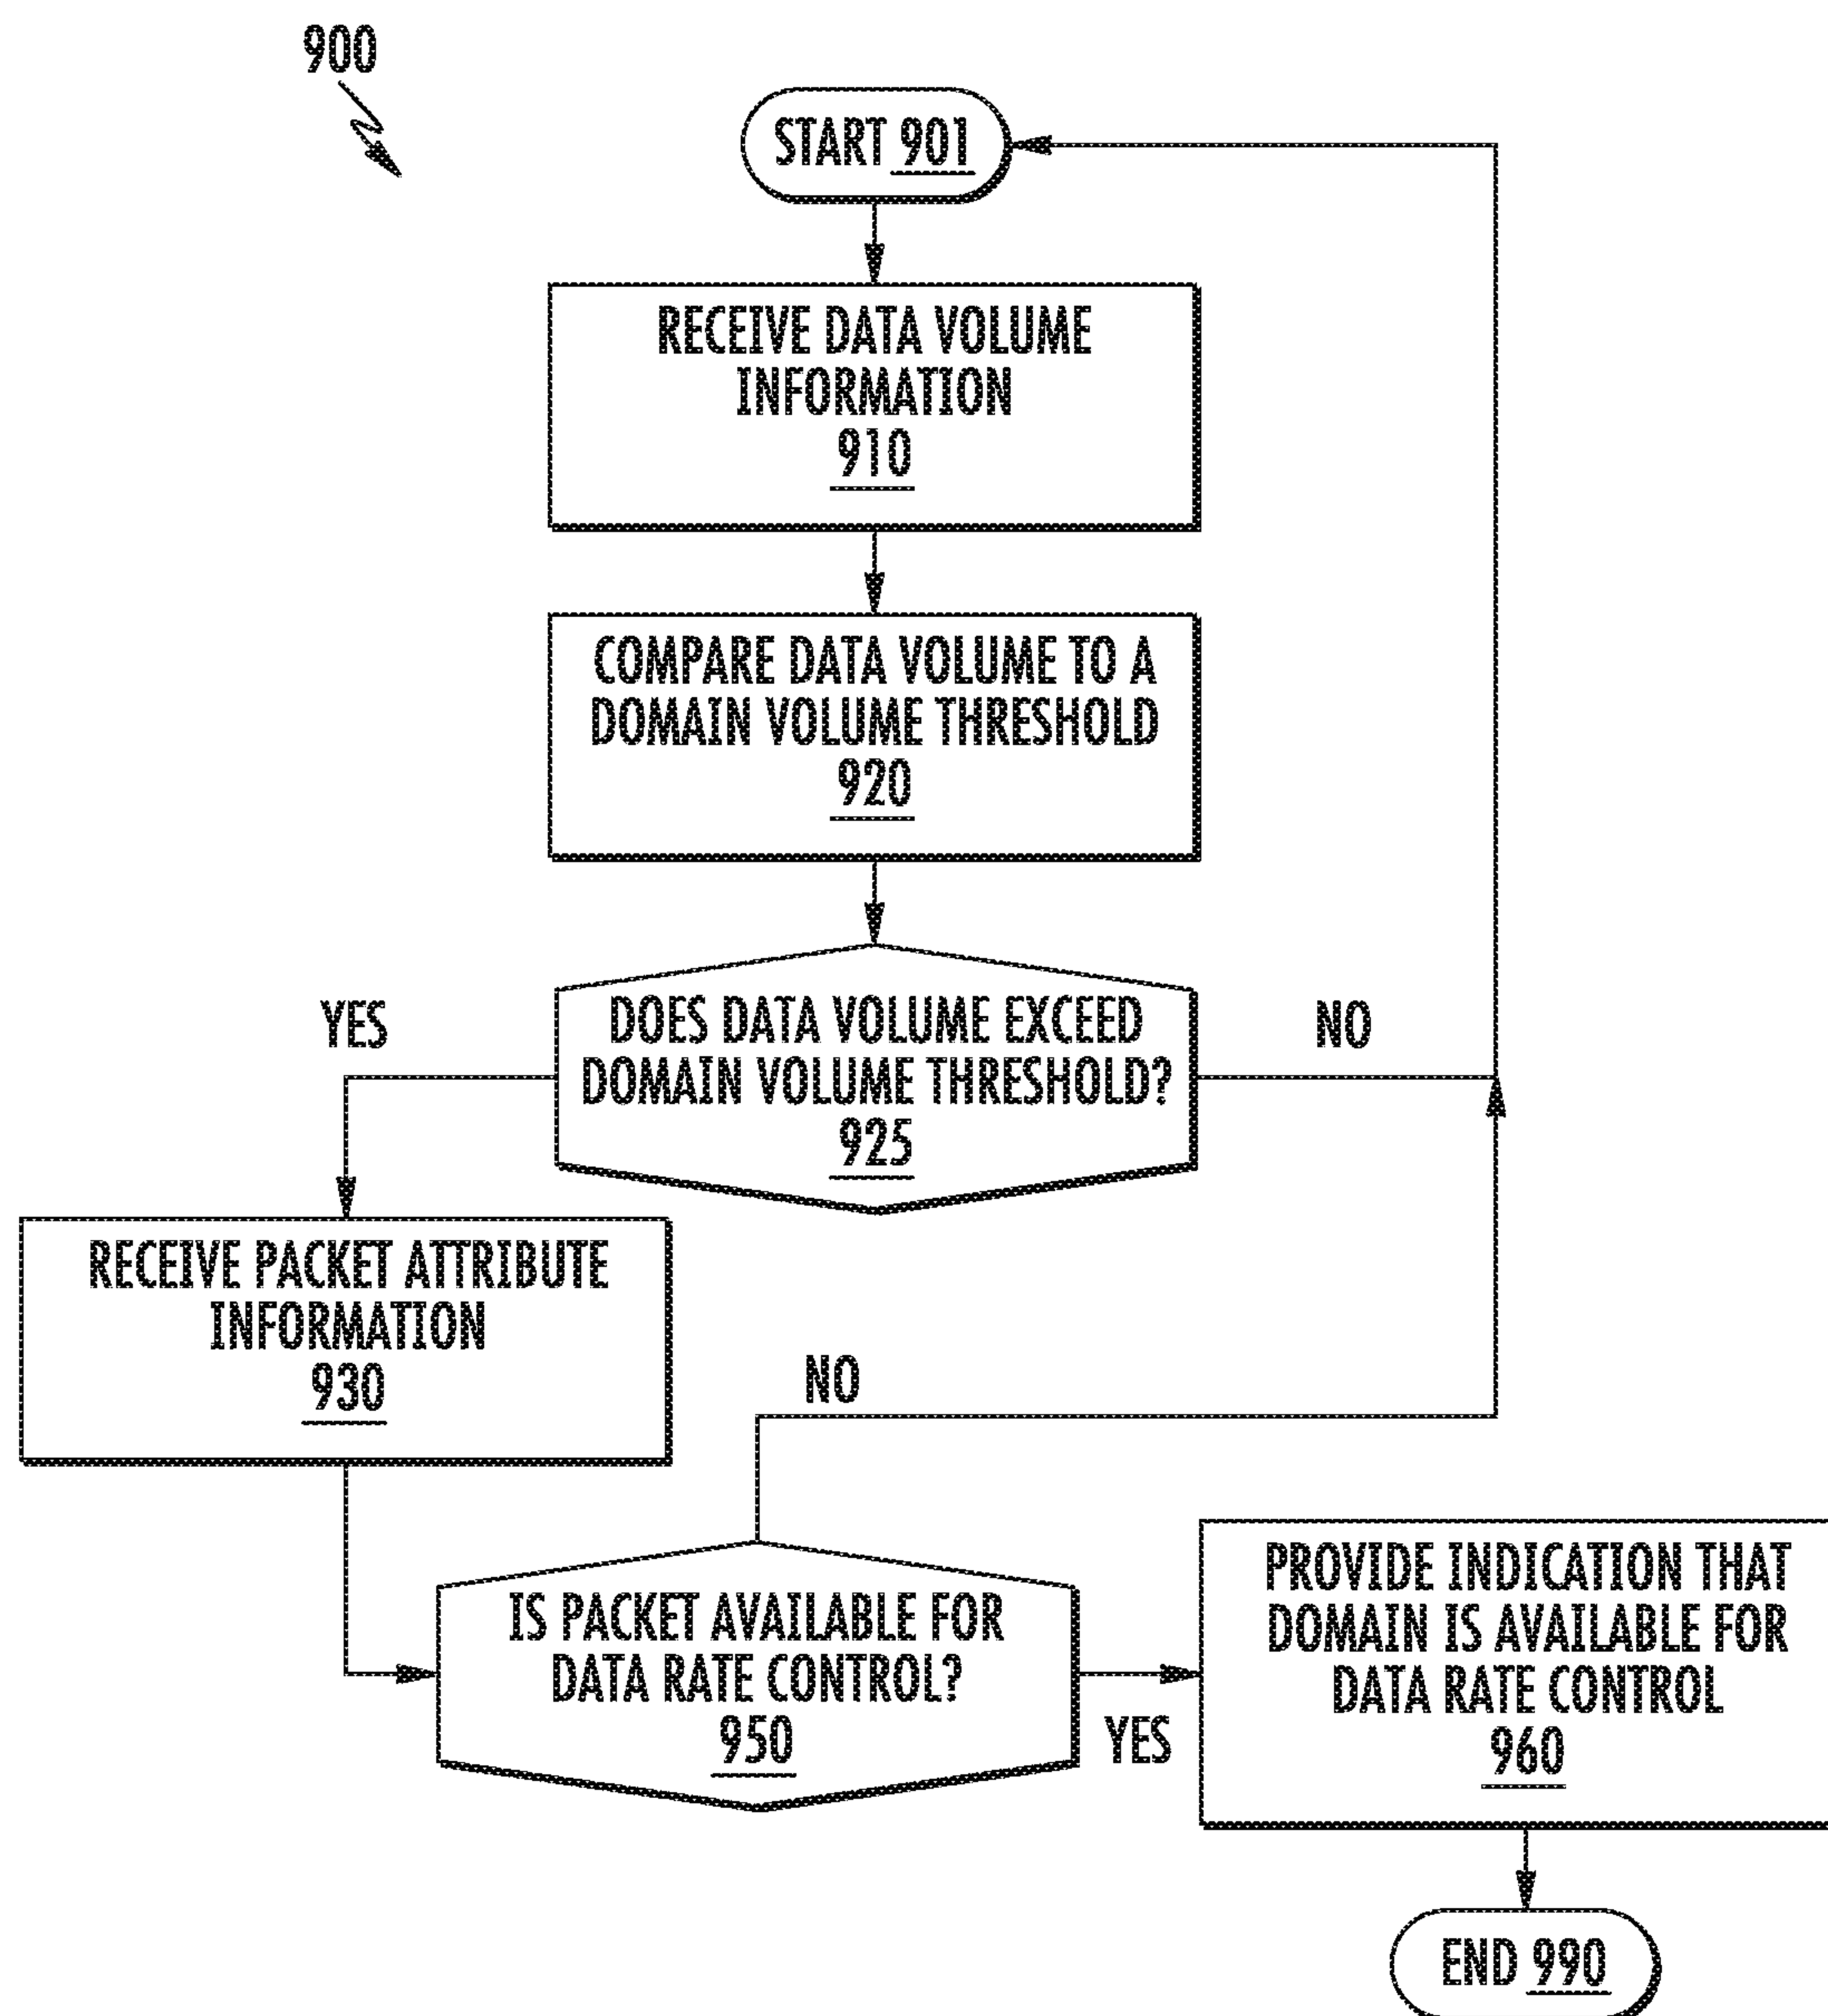 900
START 901
RECEIVE DATA VOLUME
INFORMATION
910
COMPARE DATA VOLUME TO A
DOMAIN VOLUME THRESHOLD
920
DOES DATA VOLUME EXCEED
DOMAIN VOLUME THRESHOLD?
925
YES
NO
RECEIVE PACKET ATTRIBUTE
INFORMATION
930
NO
IS PACKET AVAILABLE FOR
DATA RATE CONTROL?
950
YES
PROVIDE INDICATION THAT
DOMAIN IS AVAILABLE FOR
DATA RATE CONTROL
960
END 990